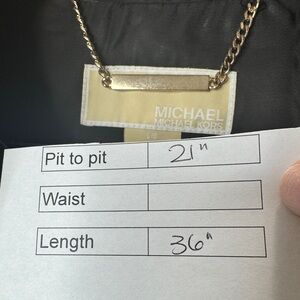 MICHAEL
MICHAEL KORS
Pit to pit 21"
Waist
Length 36"